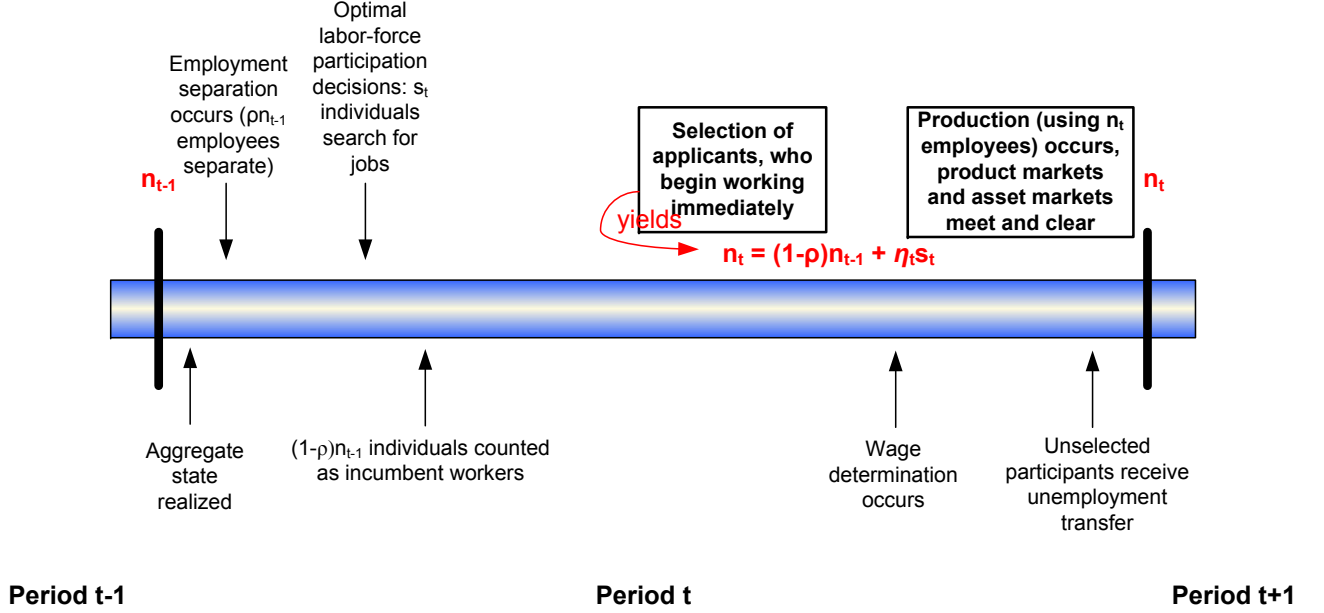 Employment
separation
occurs (ρnt-1
employees
separate)
Optimal
labor-force
participation
decisions: st
individuals
search for
jobs
Selection of
applicants, who
begin working
immediately
Production (using nt
employees) occurs,
product markets
and asset markets
meet and clear
nt-1
nt
yields
nt = (1-ρ)nt-1 + ηtst
Aggregate
state
realized
(1-ρ)nt-1 individuals counted
as incumbent workers
Wage
determination
occurs
Unselected
participants receive
unemployment
transfer
Period t-1
Period t
Period t+1